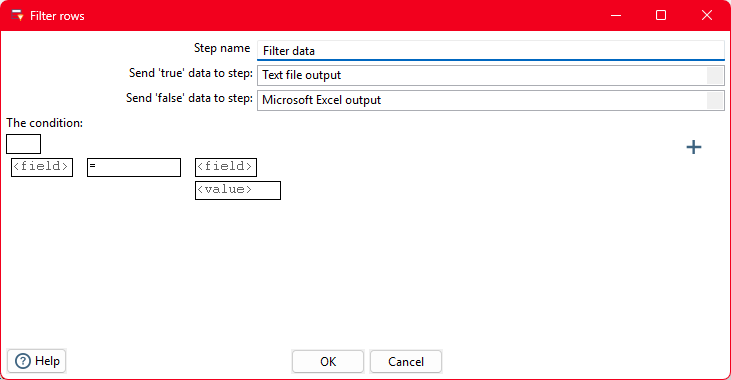 Filter rows
Step name Filter data
Send 'true' data to step: Text file output
Send 'false' data to step: Microsoft Excel output
The condition:
<field> = <field>
<value>
Help OK Cancel